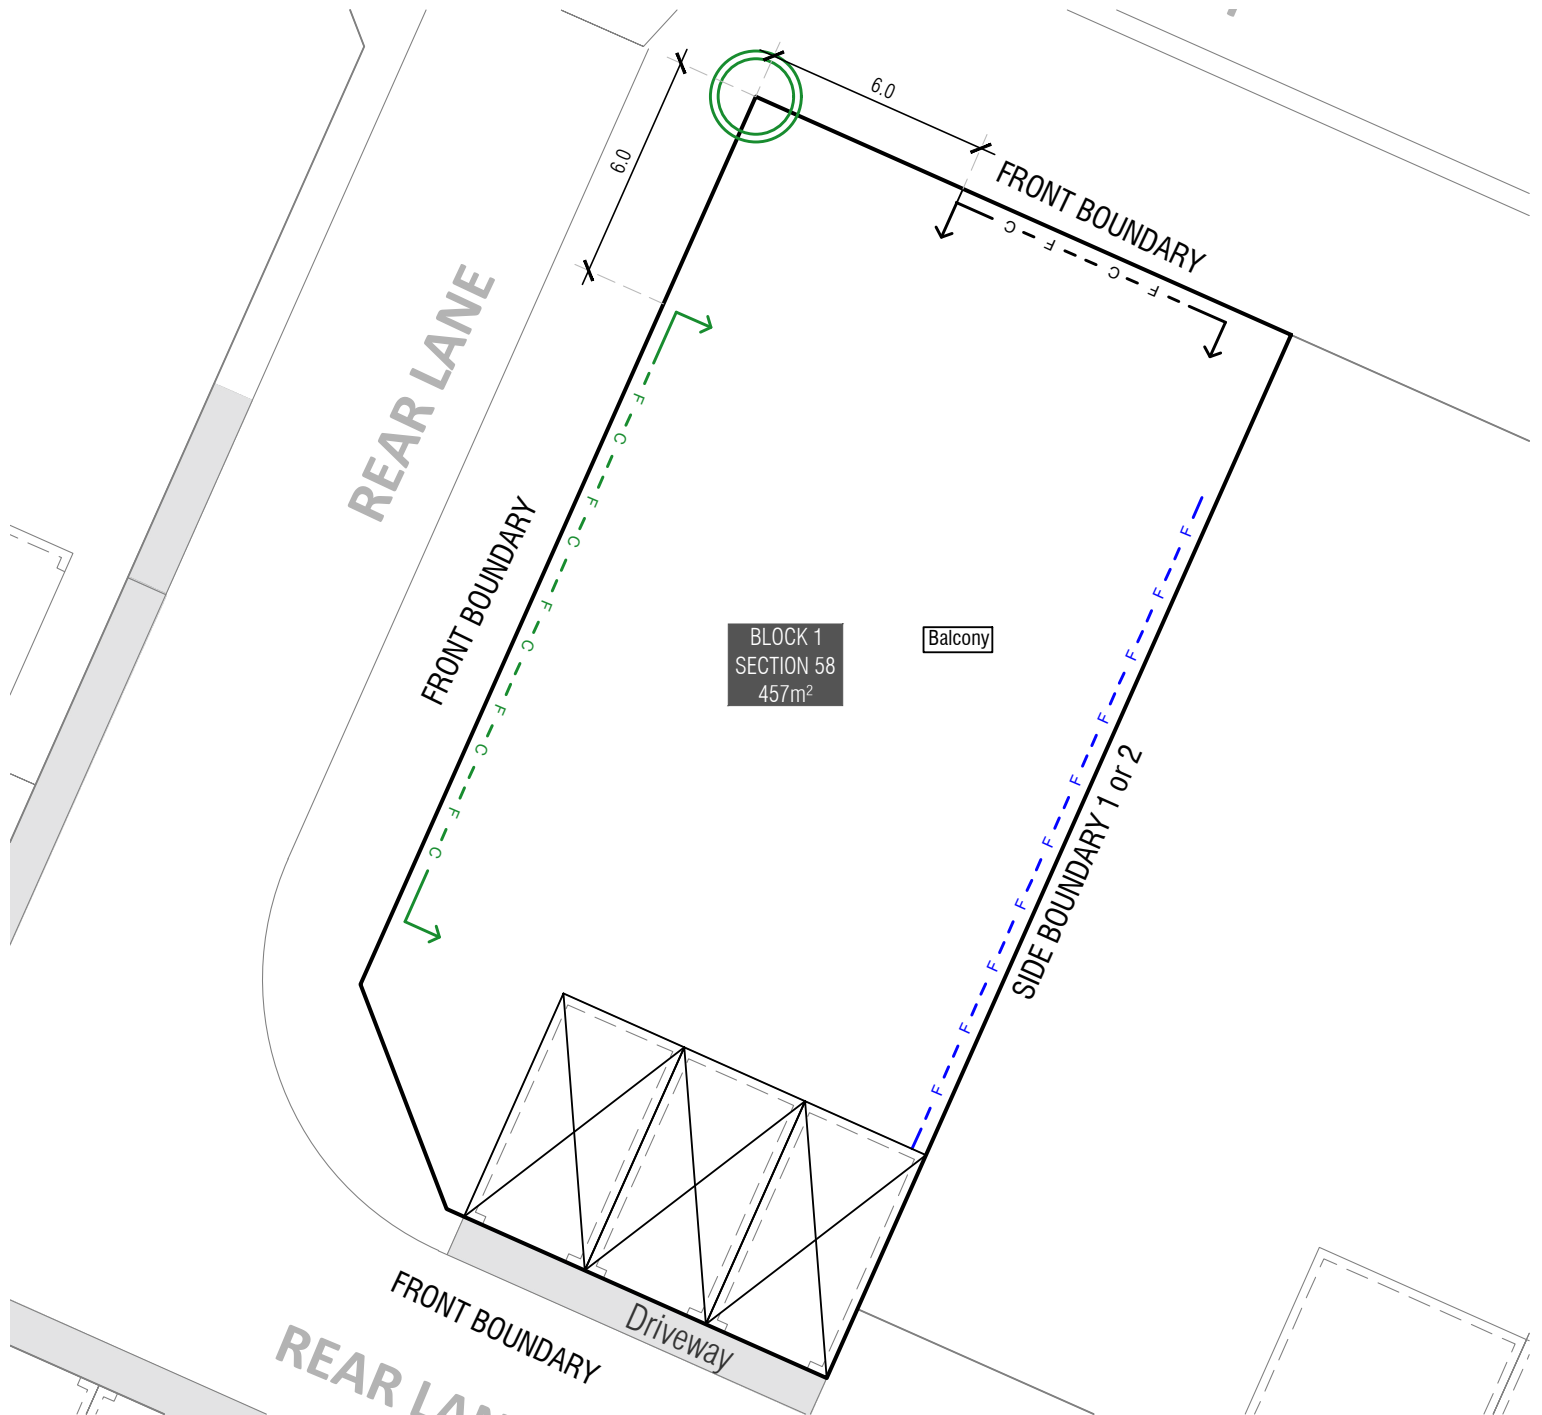 6.0
6.0
FRONT BOUNDARY
C F C F
REAR LANE
F C F C F C F C F C
FRONT BOUNDARY
BLOCK 1
SECTION 58
457m²
Balcony
F F F F F F F F F F
SIDE BOUNDARY 1 or 2
Driveway
FRONT BOUNDARY
REAR LAN